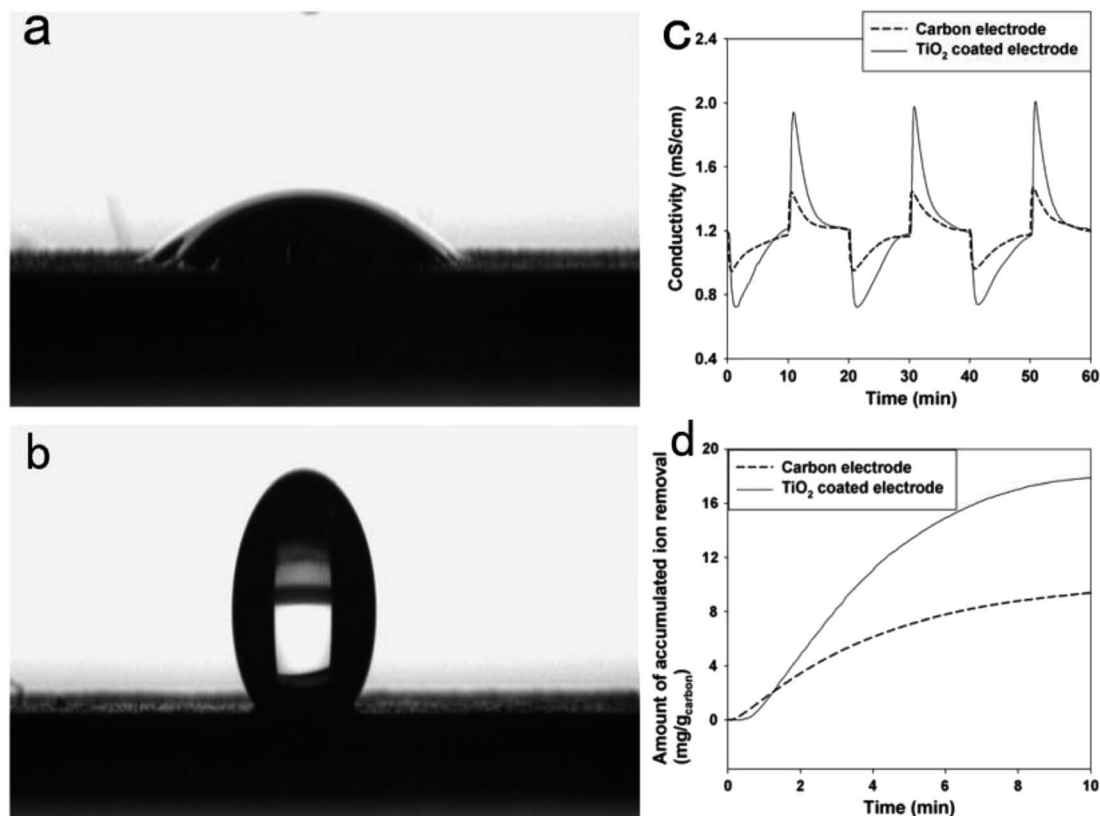 a
b
c
Carbon electrode
TiO₂ coated electrode
2.4
2.0
1.6
1.2
0.8
0.4
Conductivity (mS/cm)
0 10 20 30 40 50 60
Time (min)
d
Carbon electrode
TiO₂ coated electrode
20
16
12
8
4
0
Amount of accumulated ion removal
(mg/gcarbon)
0 2 4 6 8 10
Time (min)